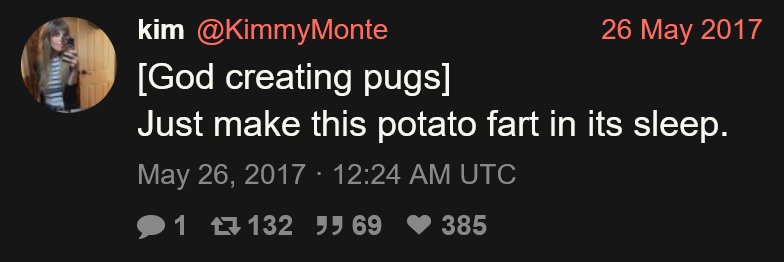 kim @KimmyMonte 26 May 2017
[God creating pugs]
Just make this potato fart in its sleep.
May 26, 2017 · 12:24 AM UTC
1 132 69 385